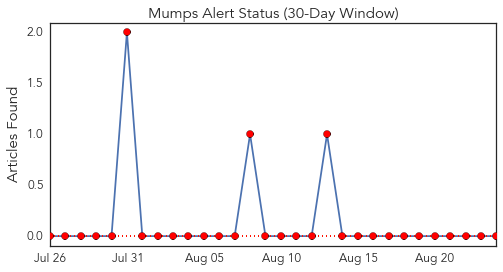 Mumps Alert Status (30-Day Window)
Articles Found
2.0
1.5
1.0
0.5
0.0
Jul 26 Jul 31 Aug 05 Aug 10 Aug 15 Aug 20